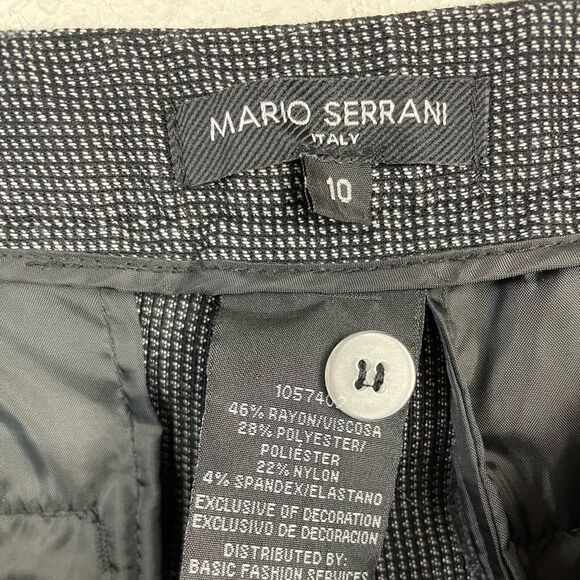 MARIO SERRANI
ITALY
10
46% RAYON/VISCOSA
28% POLYESTER/
POLIÉSTER
22% NYLON
4% SPANDEX/ELASTANO
EXCLUSIVE OF DECORATION
EXCLUSIVO DE DECORACION
DISTRIBUTED BY:
BASIC FASHION SERVICES